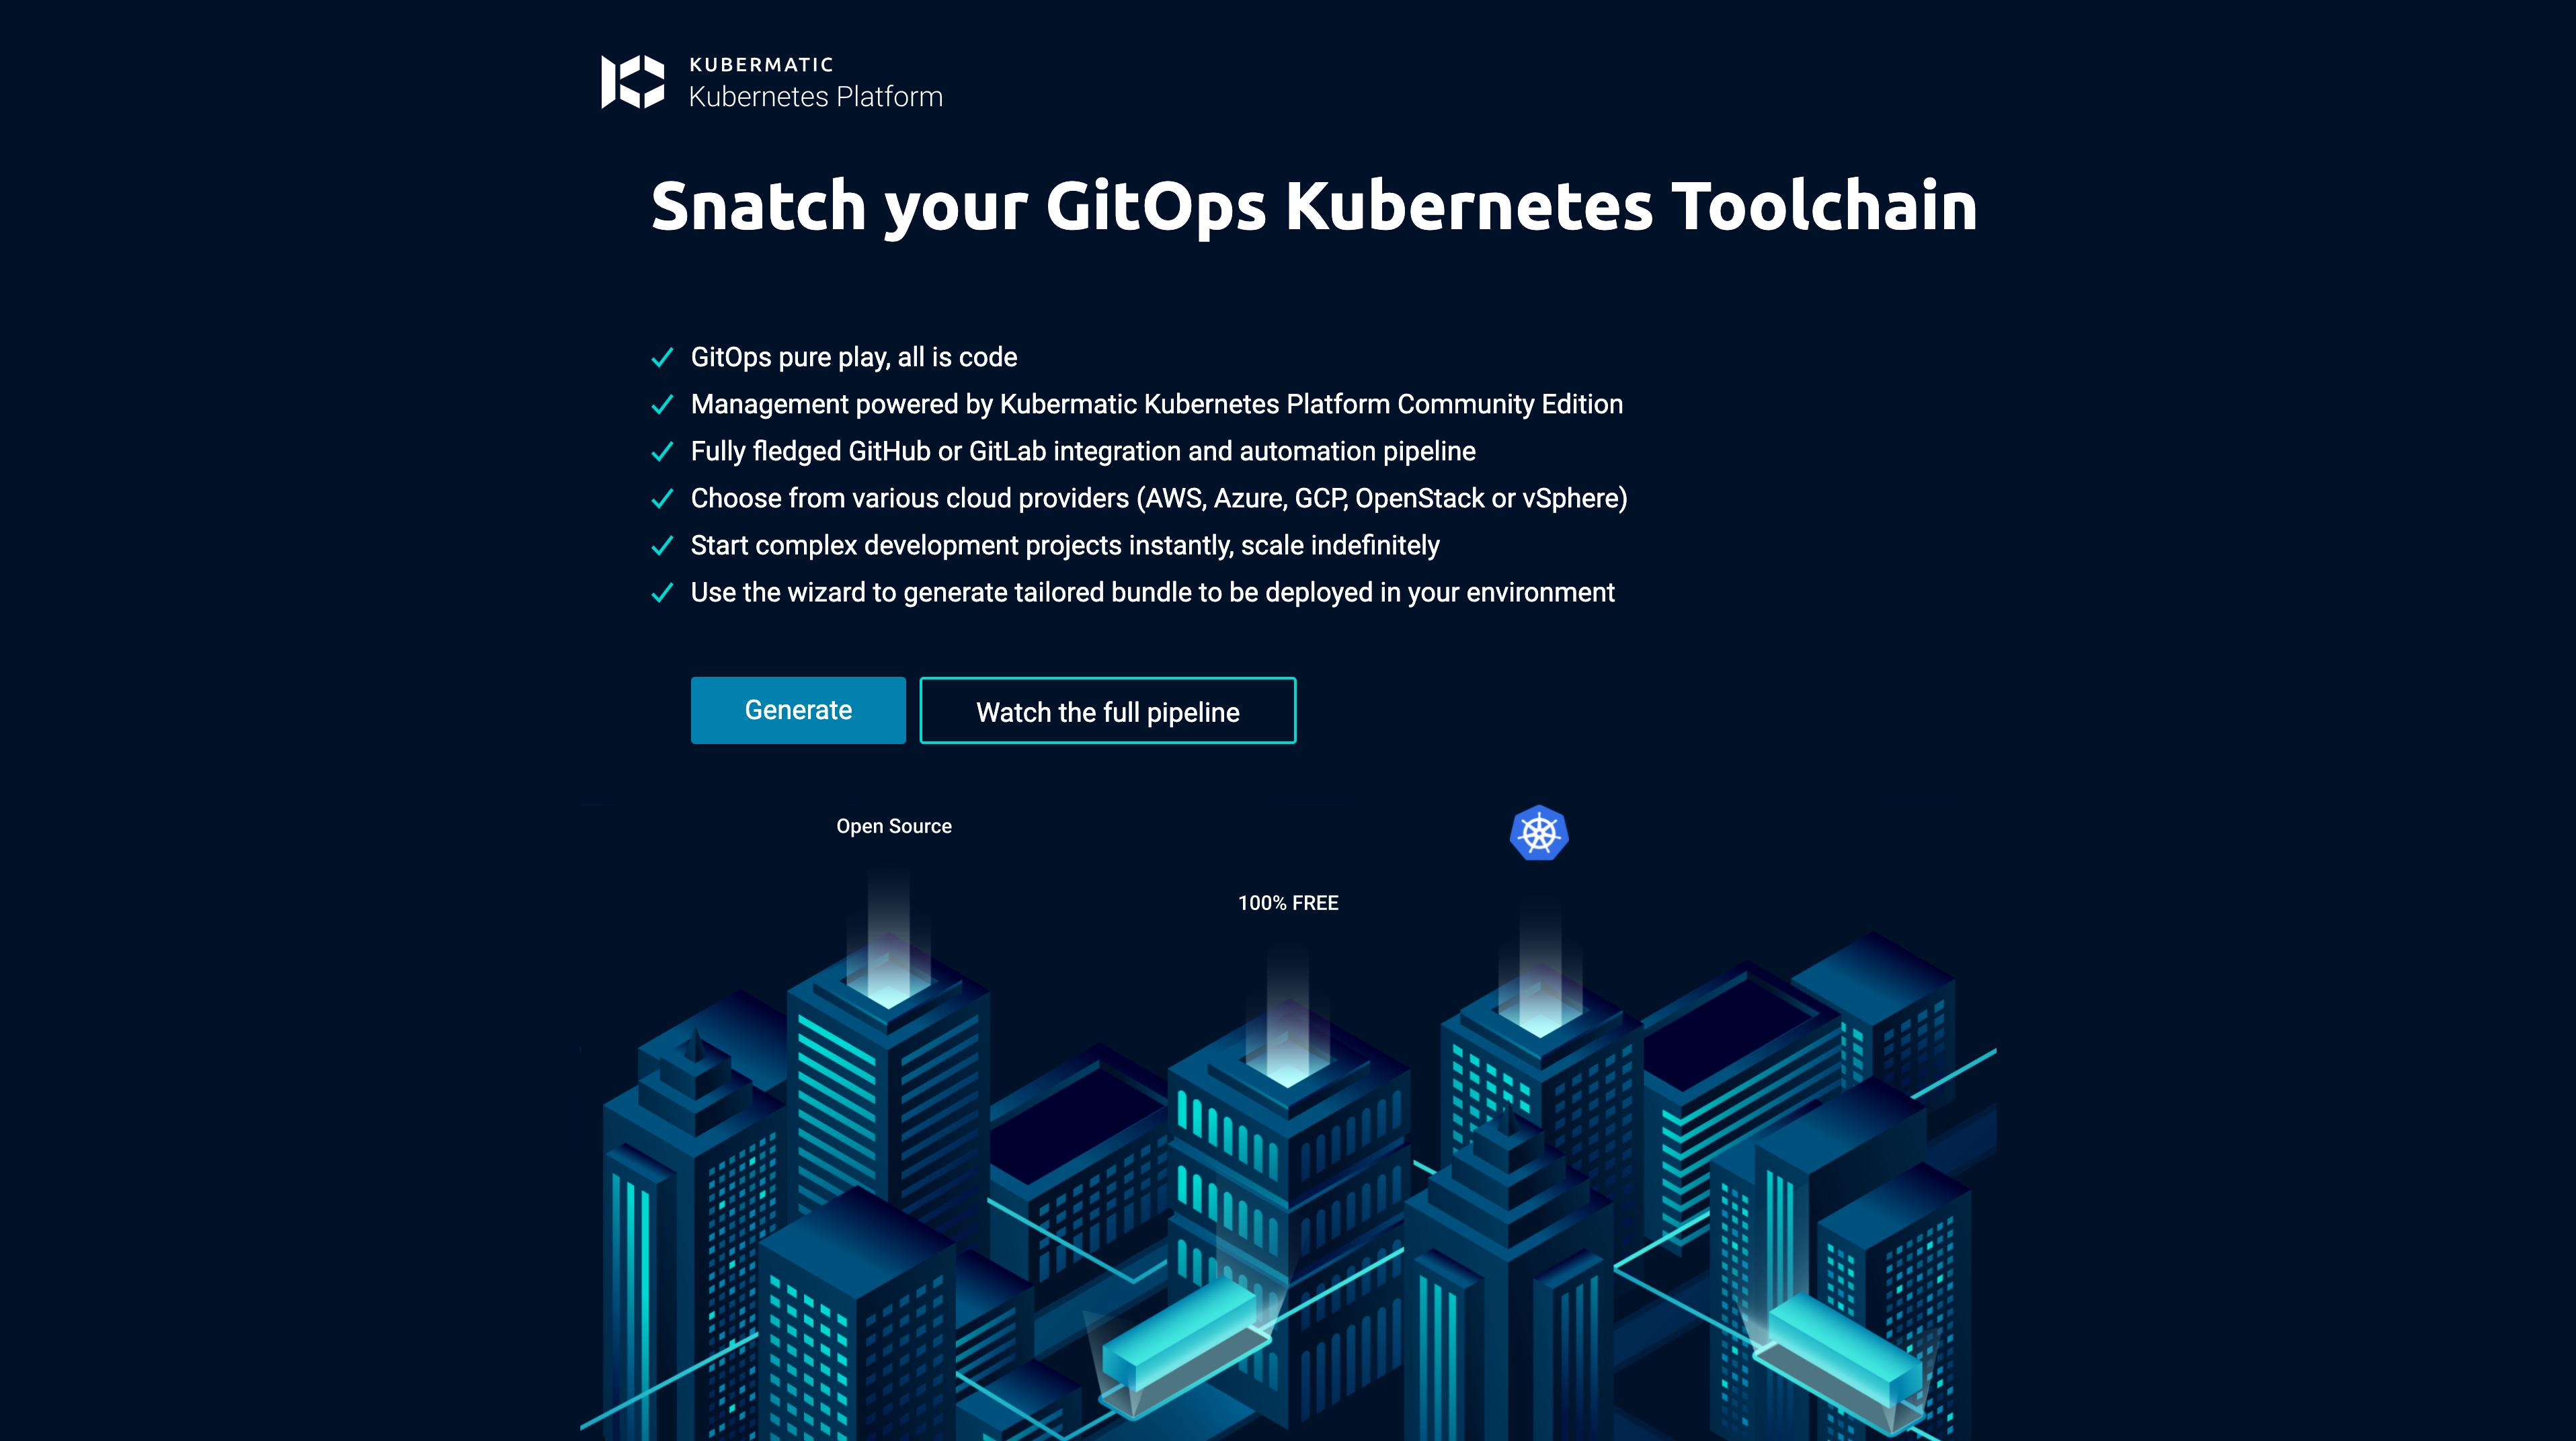 KUBERMATIC
Kubernetes Platform
Snatch your GitOps Kubernetes Toolchain
GitOps pure play, all is code
Management powered by Kubermatic Kubernetes Platform Community Edition
Fully fledged GitHub or GitLab integration and automation pipeline
Choose from various cloud providers (AWS, Azure, GCP, OpenStack or vSphere)
Start complex development projects instantly, scale indefinitely
Use the wizard to generate tailored bundle to be deployed in your environment
Generate
Watch the full pipeline
Open Source
100% FREE